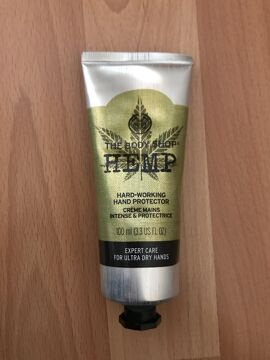 THE BODY SHOP®
HEMP
HARD-WORKING
HAND PROTECTOR
CRÈME MAINS
INTENSE & PROTECTRICE
100 ml (3.3 US FL OZ)
EXPERT CARE
FOR ULTRA DRY HANDS